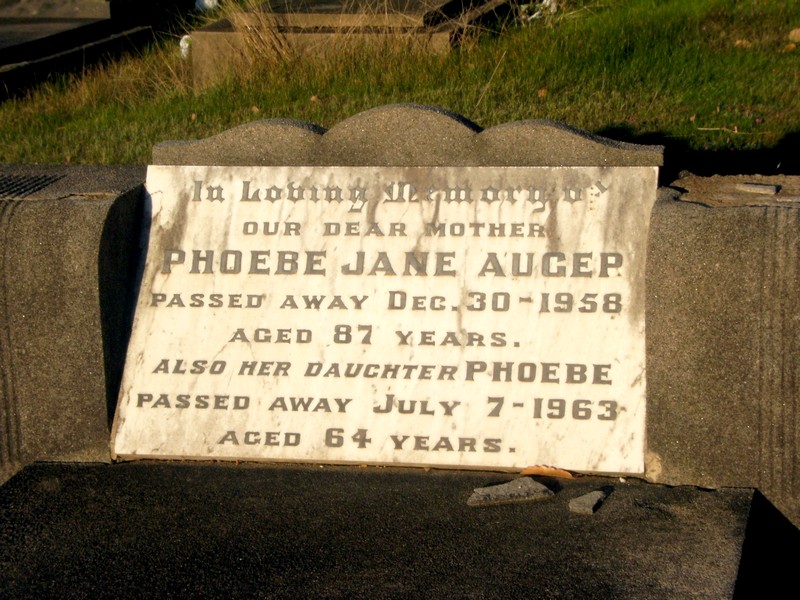 In Loving Memory of
OUR DEAR MOTHER
PHOEBE JANE AUGER
PASSED AWAY DEC. 30-1958
AGED 87 YEARS.
ALSO HER DAUGHTER PHOEBE
PASSED AWAY JULY 7-1963
AGED 64 YEARS.